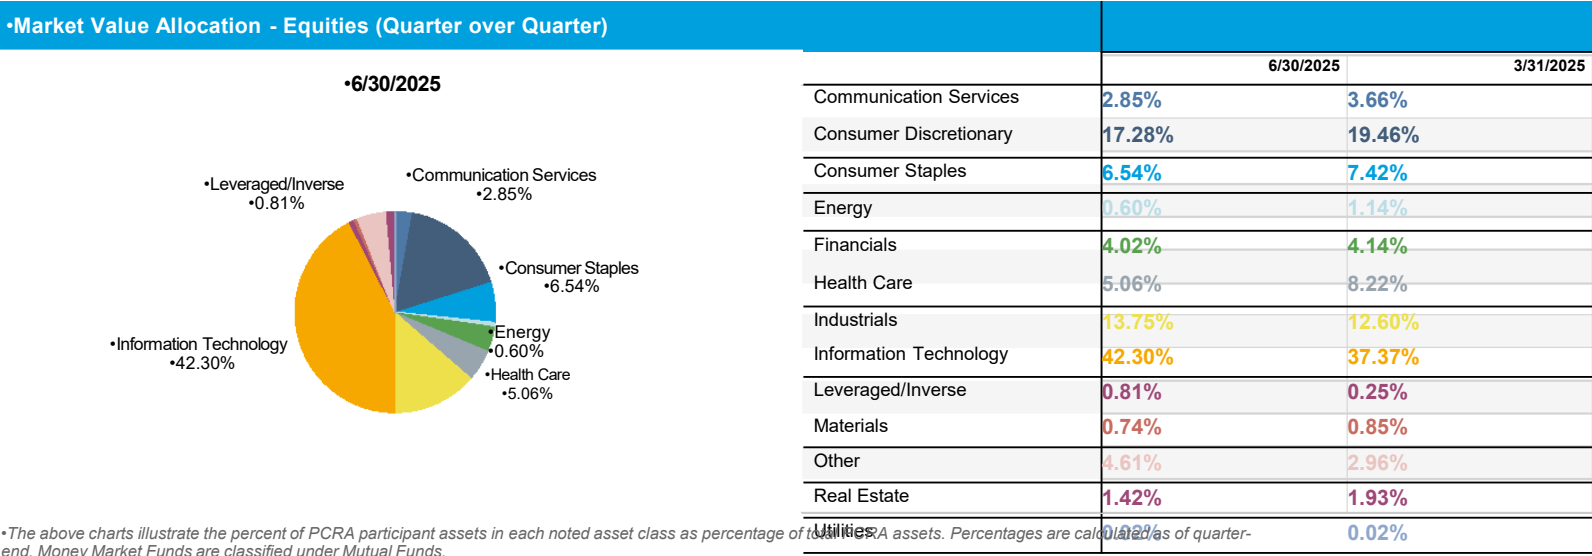 •Market Value Allocation - Equities (Quarter over Quarter)
•6/30/2025
•Leveraged/Inverse
•0.81%
•Communication Services
•2.85%
•Consumer Staples
•6.54%
•Energy
•0.60%
•Health Care
•5.06%
•Information Technology
•42.30%
6/30/2025 3/31/2025
Communication Services 2.85% 3.66%
Consumer Discretionary 17.28% 19.46%
Consumer Staples 6.54% 7.42%
Energy 0.60% 1.14%
Financials 4.02% 4.14%
Health Care 5.06% 8.22%
Industrials 13.75% 12.60%
Information Technology 42.30% 37.37%
Leveraged/Inverse 0.81% 0.25%
Materials 0.74% 0.85%
Other 4.61% 2.96%
Real Estate 1.42% 1.93%
Utilities 0.02% 0.02%
•The above charts illustrate the percent of PCRA participant assets in each noted asset class as percentage of total PCRA assets. Percentages are calculated as of quarter-
end. Money Market Funds are classified under Mutual Funds.